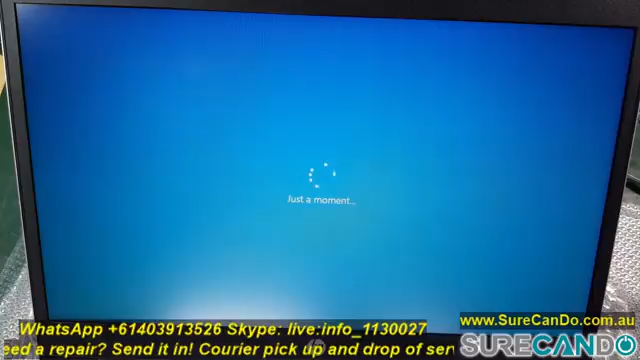 Just a moment...
WhatsApp +61403913526 Skype: live:info_1130027
www.SureCanDo.com.au
eed a repair? Send it in! Courier pick up and drop of ser
SURECANDO